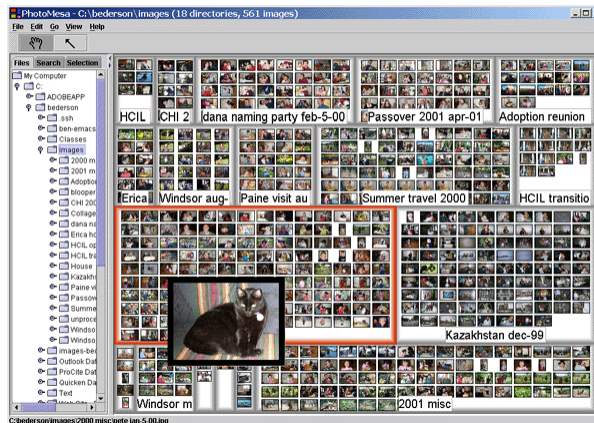 PhotoMesa - C:\bederson\images (18 directories, 561 images)
File Edit Go View Help
Files Search Selection
My Computer
C:
ADOBEAPP
bederson
.ssh
ben-emacs
Classes
images
2000 m
2001 m
Adoption
blooper
CHI 200
Collage
dana na
Erica ho
HCIL op
HCIL tra
House
Kazakhs
Paine vi
Passove
Summe
unproce
Windso
Windso
images-bed
Outlook Dat
ProCite Dat
Quicken Da
Text
HCIL CHI 2 dana naming party feb-5-00 Passover 2001 apr-01 Adoption reunion
Erica Windsor aug- Paine visit au Summer travel 2000 HCIL transitio
Kazakhstan dec-99
Windsor m 2001 misc
C:\bederson\images\2000 misc\pete jan-5-00.jpg